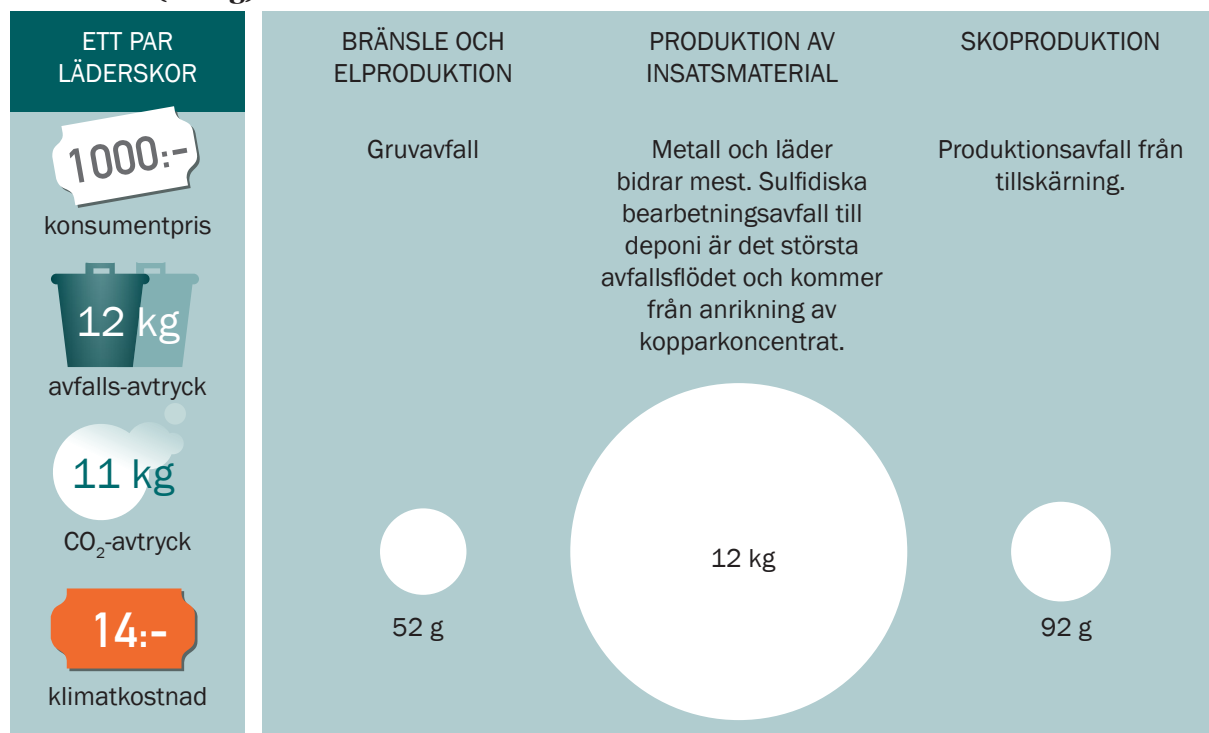 ETT PAR
LÄDERSKOR
1000:-
konsumentpris
12 kg
avfalls-avtryck
11 kg
CO₂-avtryck
14:-
klimatkostnad
BRÄNSLE OCH
ELPRODUKTION
Gruvavfall
52 g
PRODUKTION AV
INSATSMATERIAL
Metall och läder
bidrar mest. Sulfidiska
bearbetningsavfall till
deponi är det största
avfallsflödet och kommer
från anrikning av
kopparkoncentrat.
12 kg
SKOPRODUKTION
Produktionsavfall från
tillskärning.
92 g